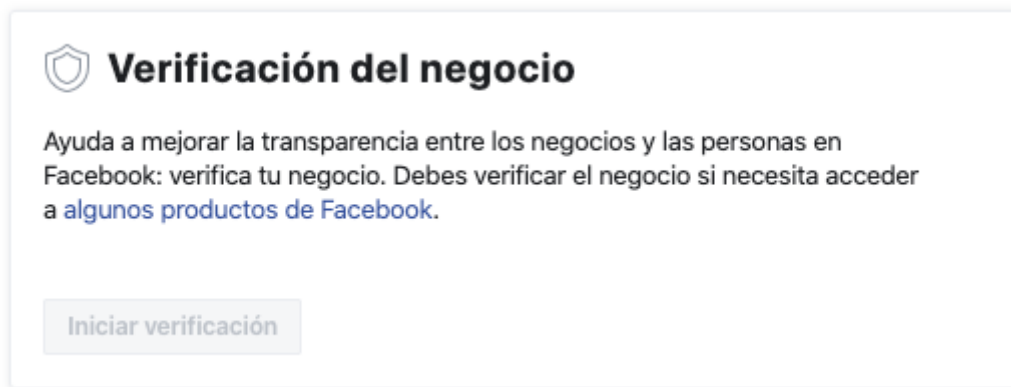 Verificación del negocio
Ayuda a mejorar la transparencia entre los negocios y las personas en
Facebook: verifica tu negocio. Debes verificar el negocio si necesita acceder
a algunos productos de Facebook.
Iniciar verificación